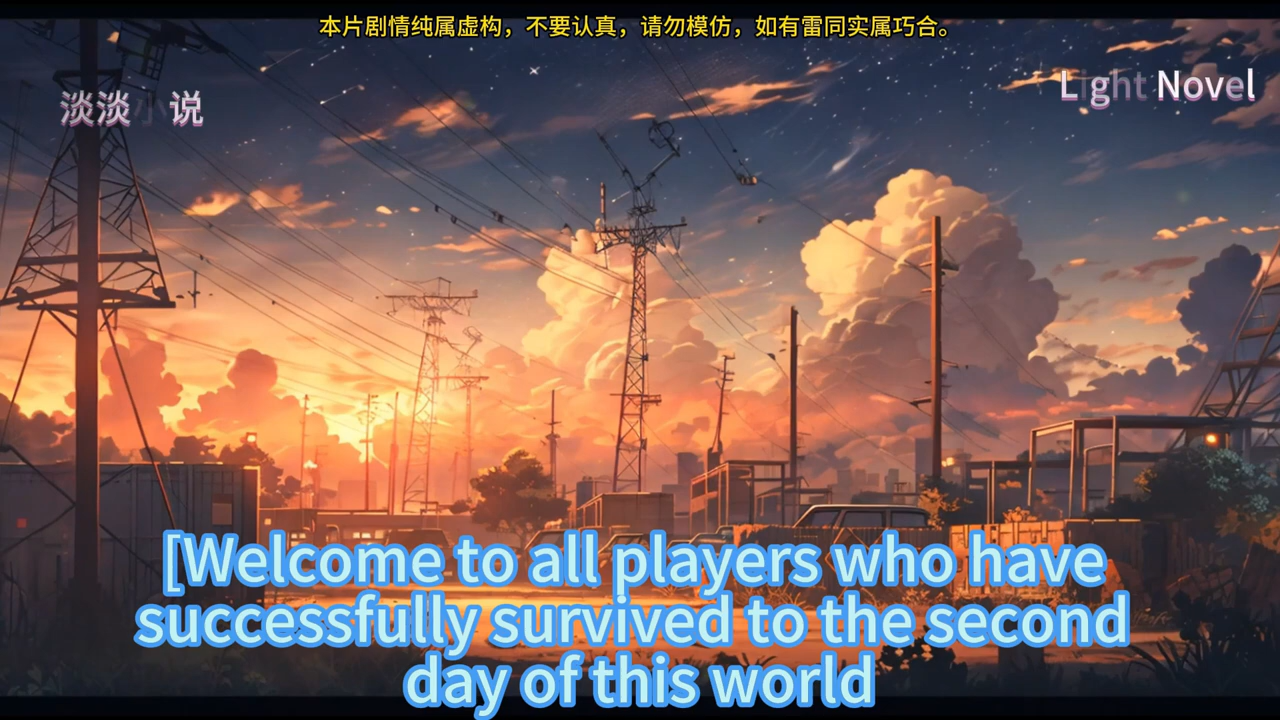 本片剧情纯属虚构，不要认真，请勿模仿，如有雷同实属巧合。
淡淡小说
Light Novel
[Welcome to all players who have
successfully survived to the second
day of this world